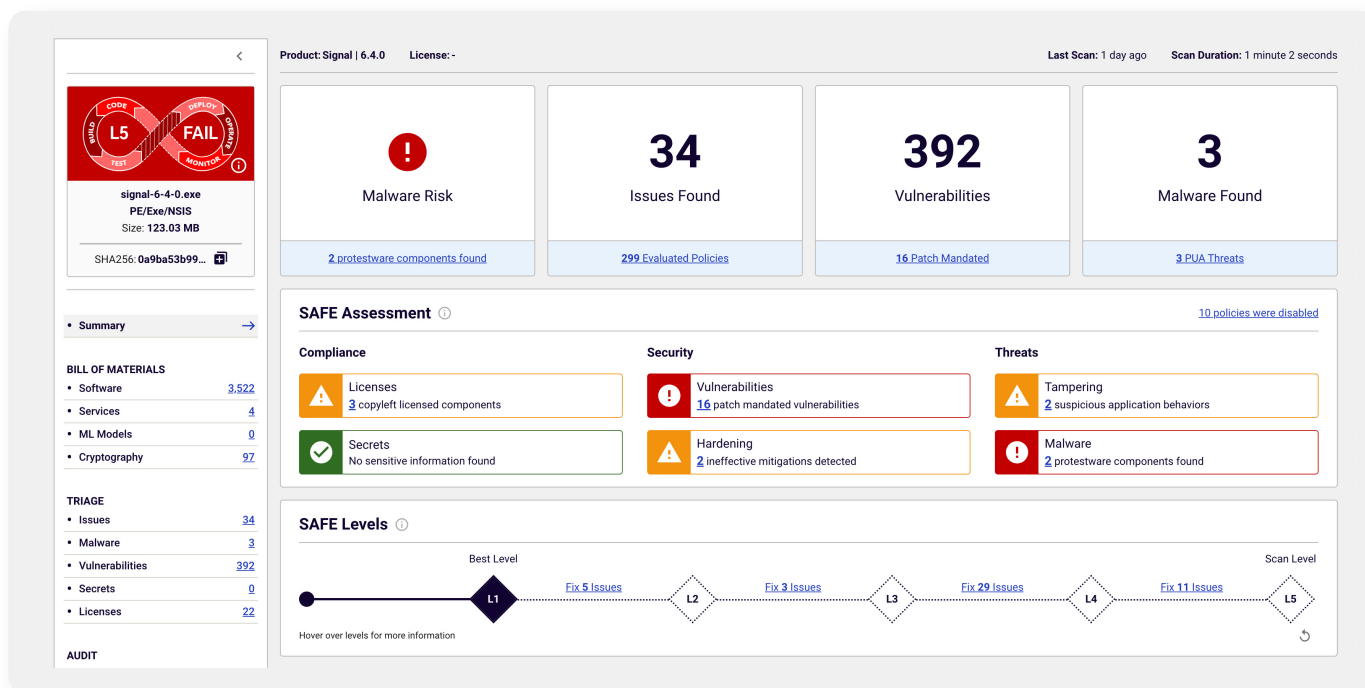 Product: Signal | 6.4.0 License: - Last Scan: 1 day ago Scan Duration: 1 minute 2 seconds
CODE
DEPLOY
BUILD
L5
FAIL
OPERATE
TEST
MONITOR
signal-6-4-0.exe
PE/Exe/NSIS
Size: 123.03 MB
SHA256: 0a9ba53b99...
Summary
BILL OF MATERIALS
Software 3,522
Services 4
ML Models 0
Cryptography 97
TRIAGE
Issues 34
Malware 3
Vulnerabilities 392
Secrets 0
Licenses 22
AUDIT
Malware Risk
2 protestware components found
34
Issues Found
299 Evaluated Policies
392
Vulnerabilities
16 Patch Mandated
3
Malware Found
3 PUA Threats
SAFE Assessment
10 policies were disabled
Compliance
Licenses
3 copyleft licensed components
Secrets
No sensitive information found
Security
Vulnerabilities
16 patch mandated vulnerabilities
Hardening
2 ineffective mitigations detected
Threats
Tampering
2 suspicious application behaviors
Malware
2 protestware components found
SAFE Levels
Best Level Scan Level
L1 Fix 5 Issues L2 Fix 3 Issues L3 Fix 29 Issues L4 Fix 11 Issues L5
Hover over levels for more information